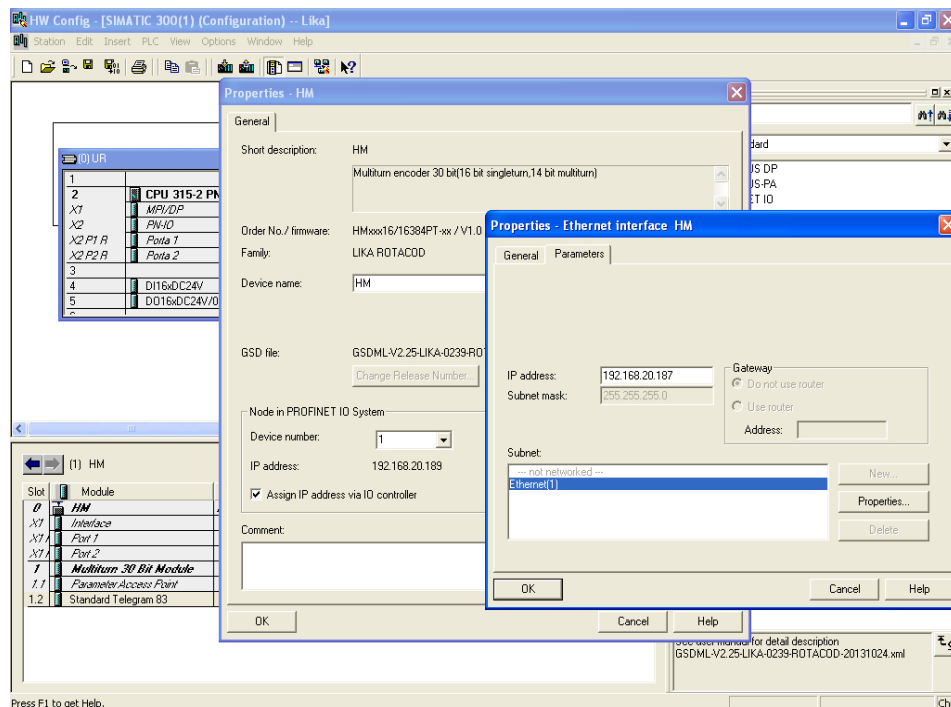 HW Config - [SIMATIC 300(1) (Configuration) -- Lika]
Station Edit Insert PLC View Options Window Help
(0) UR
1
2 CPU 315-2 PN
X1 MPI/DP
X2 PN-IO
X2 P1 R Porta 1
X2 P2 R Porta 2
3
4 DI16xDC24V
5 DO16xDC24V/0
Properties - HM
General
Short description: HM
Multiturn encoder 30 bit(16 bit singleturn,14 bit multiturn)
Order No./ firmware: HMxxx16/16384PT-xx / V1.0
Family: LIKA ROTACOD
Device name: HM
GSD file: GSDML-V2.25-LIKA-0239-ROT
Change Release Number...
Node in PROFINET IO System
Device number: 1
IP address: 192.168.20.189
Assign IP address via IO controller
Comment:
OK Cancel Help
dard
US DP
US-PA
ET IO
Properties - Ethernet interface HM
General Parameters
IP address: 192.168.20.187
Subnet mask: 255.255.255.0
Gateway
Do not use router
Use router
Address:
Subnet:
--- not networked ---
Ethernet(1)
New...
Properties...
Delete
OK Cancel Help
(1) HM
Slot Module
0 HM
X1 Interface
X1 Port 1
X1 Port 2
1 Multiturn 30 Bit Module
1.1 Parameter Access Point
1.2 Standard Telegram 83
See user manual for detail description
GSDML-V2.25-LIKA-0239-ROTACOD-20131024.xml
Press F1 to get Help.
Ch